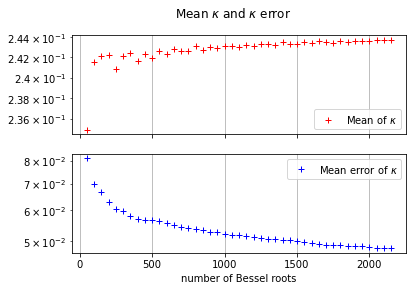 Mean κ and κ error
2.44 × 10⁻¹
2.42 × 10⁻¹
2.4 × 10⁻¹
2.38 × 10⁻¹
2.36 × 10⁻¹
Mean of κ
8 × 10⁻²
7 × 10⁻²
6 × 10⁻²
5 × 10⁻²
Mean error of κ
0 500 1000 1500 2000
number of Bessel roots